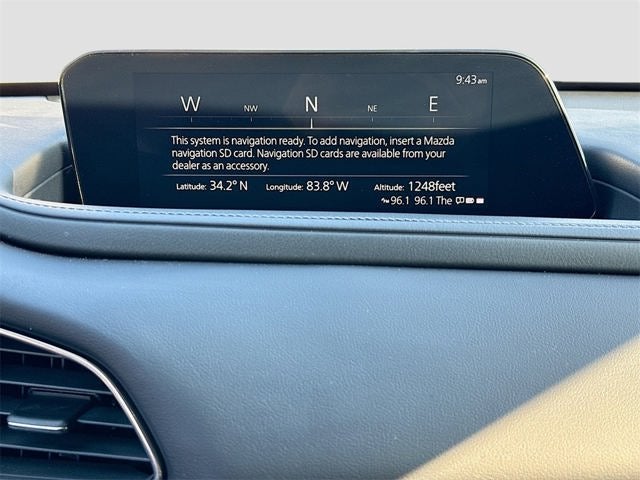 9:43am
W NW N NE E
This system is navigation ready. To add navigation, insert a Mazda
navigation SD card. Navigation SD cards are available from your
dealer as an accessory.
Latitude: 34.2° N Longitude: 83.8° W Altitude: 1248feet
96.1 96.1 The